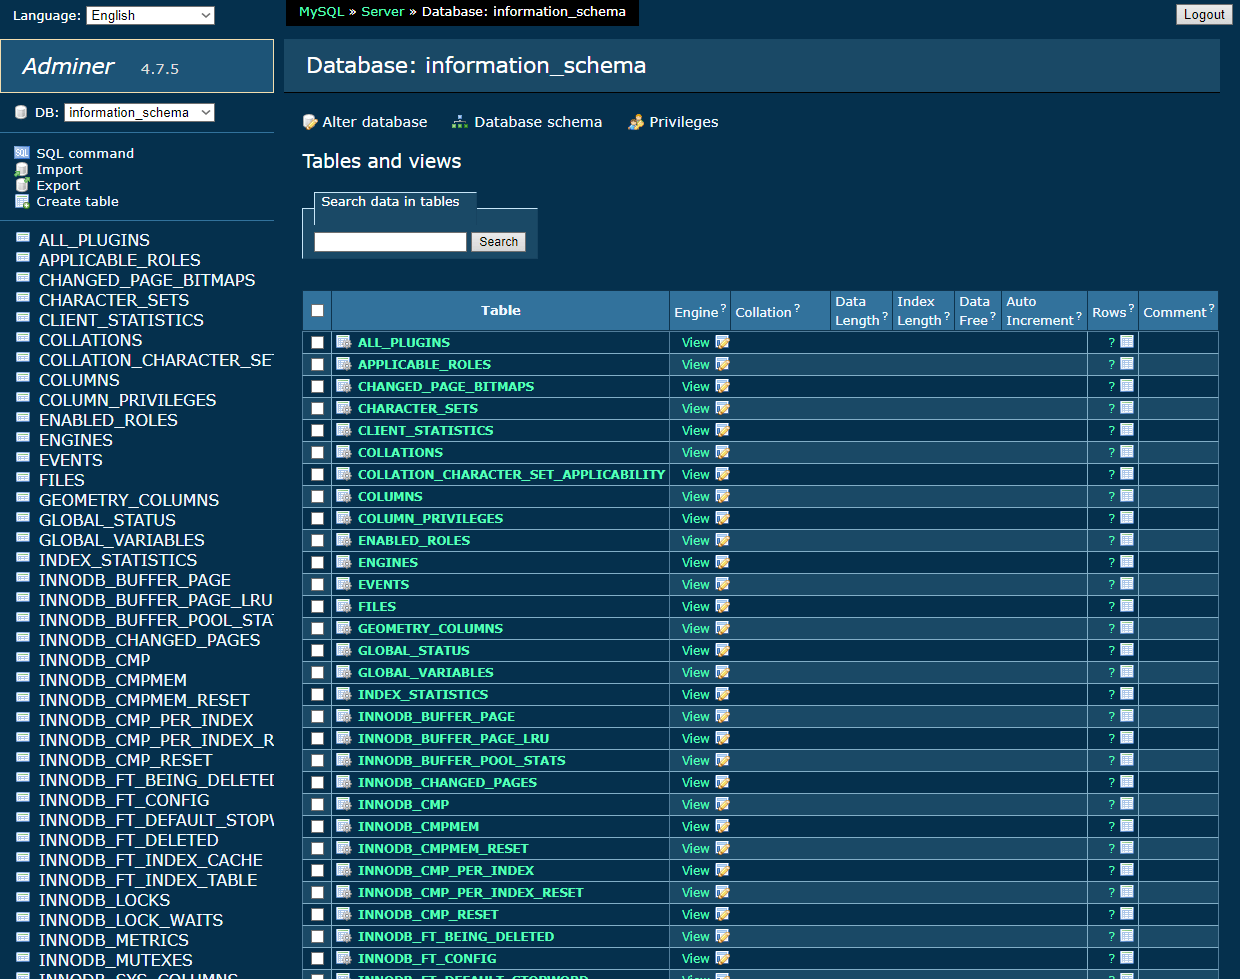 Language: English
MySQL » Server » Database: information_schema
Logout
Adminer 4.7.5
Database: information_schema
DB: information_schema
Alter database Database schema Privileges
SQL command
Import
Export
Create table
Tables and views
Search data in tables
Search
ALL_PLUGINS
APPLICABLE_ROLES
CHANGED_PAGE_BITMAPS
CHARACTER_SETS
CLIENT_STATISTICS
COLLATIONS
COLLATION_CHARACTER_SE
COLUMNS
COLUMN_PRIVILEGES
ENABLED_ROLES
ENGINES
EVENTS
FILES
GEOMETRY_COLUMNS
GLOBAL_STATUS
GLOBAL_VARIABLES
INDEX_STATISTICS
INNODB_BUFFER_PAGE
INNODB_BUFFER_PAGE_LRU
INNODB_BUFFER_POOL_STA
INNODB_CHANGED_PAGES
INNODB_CMP
INNODB_CMPMEM
INNODB_CMPMEM_RESET
INNODB_CMP_PER_INDEX
INNODB_CMP_PER_INDEX_R
INNODB_CMP_RESET
INNODB_FT_BEING_DELETED
INNODB_FT_CONFIG
INNODB_FT_DEFAULT_STOPW
INNODB_FT_DELETED
INNODB_FT_INDEX_CACHE
INNODB_FT_INDEX_TABLE
INNODB_LOCKS
INNODB_LOCK_WAITS
INNODB_METRICS
INNODB_MUTEXES
INNODB_SYS_COLUMNS
Table Engine? Collation? Data Length? Index Length? Data Free? Auto Increment? Rows? Comment?
ALL_PLUGINS View ?
APPLICABLE_ROLES View ?
CHANGED_PAGE_BITMAPS View ?
CHARACTER_SETS View ?
CLIENT_STATISTICS View ?
COLLATIONS View ?
COLLATION_CHARACTER_SET_APPLICABILITY View ?
COLUMNS View ?
COLUMN_PRIVILEGES View ?
ENABLED_ROLES View ?
ENGINES View ?
EVENTS View ?
FILES View ?
GEOMETRY_COLUMNS View ?
GLOBAL_STATUS View ?
GLOBAL_VARIABLES View ?
INDEX_STATISTICS View ?
INNODB_BUFFER_PAGE View ?
INNODB_BUFFER_PAGE_LRU View ?
INNODB_BUFFER_POOL_STATS View ?
INNODB_CHANGED_PAGES View ?
INNODB_CMP View ?
INNODB_CMPMEM View ?
INNODB_CMPMEM_RESET View ?
INNODB_CMP_PER_INDEX View ?
INNODB_CMP_PER_INDEX_RESET View ?
INNODB_CMP_RESET View ?
INNODB_FT_BEING_DELETED View ?
INNODB_FT_CONFIG View ?
INNODB_FT_DEFAULT_STOPWORD View ?